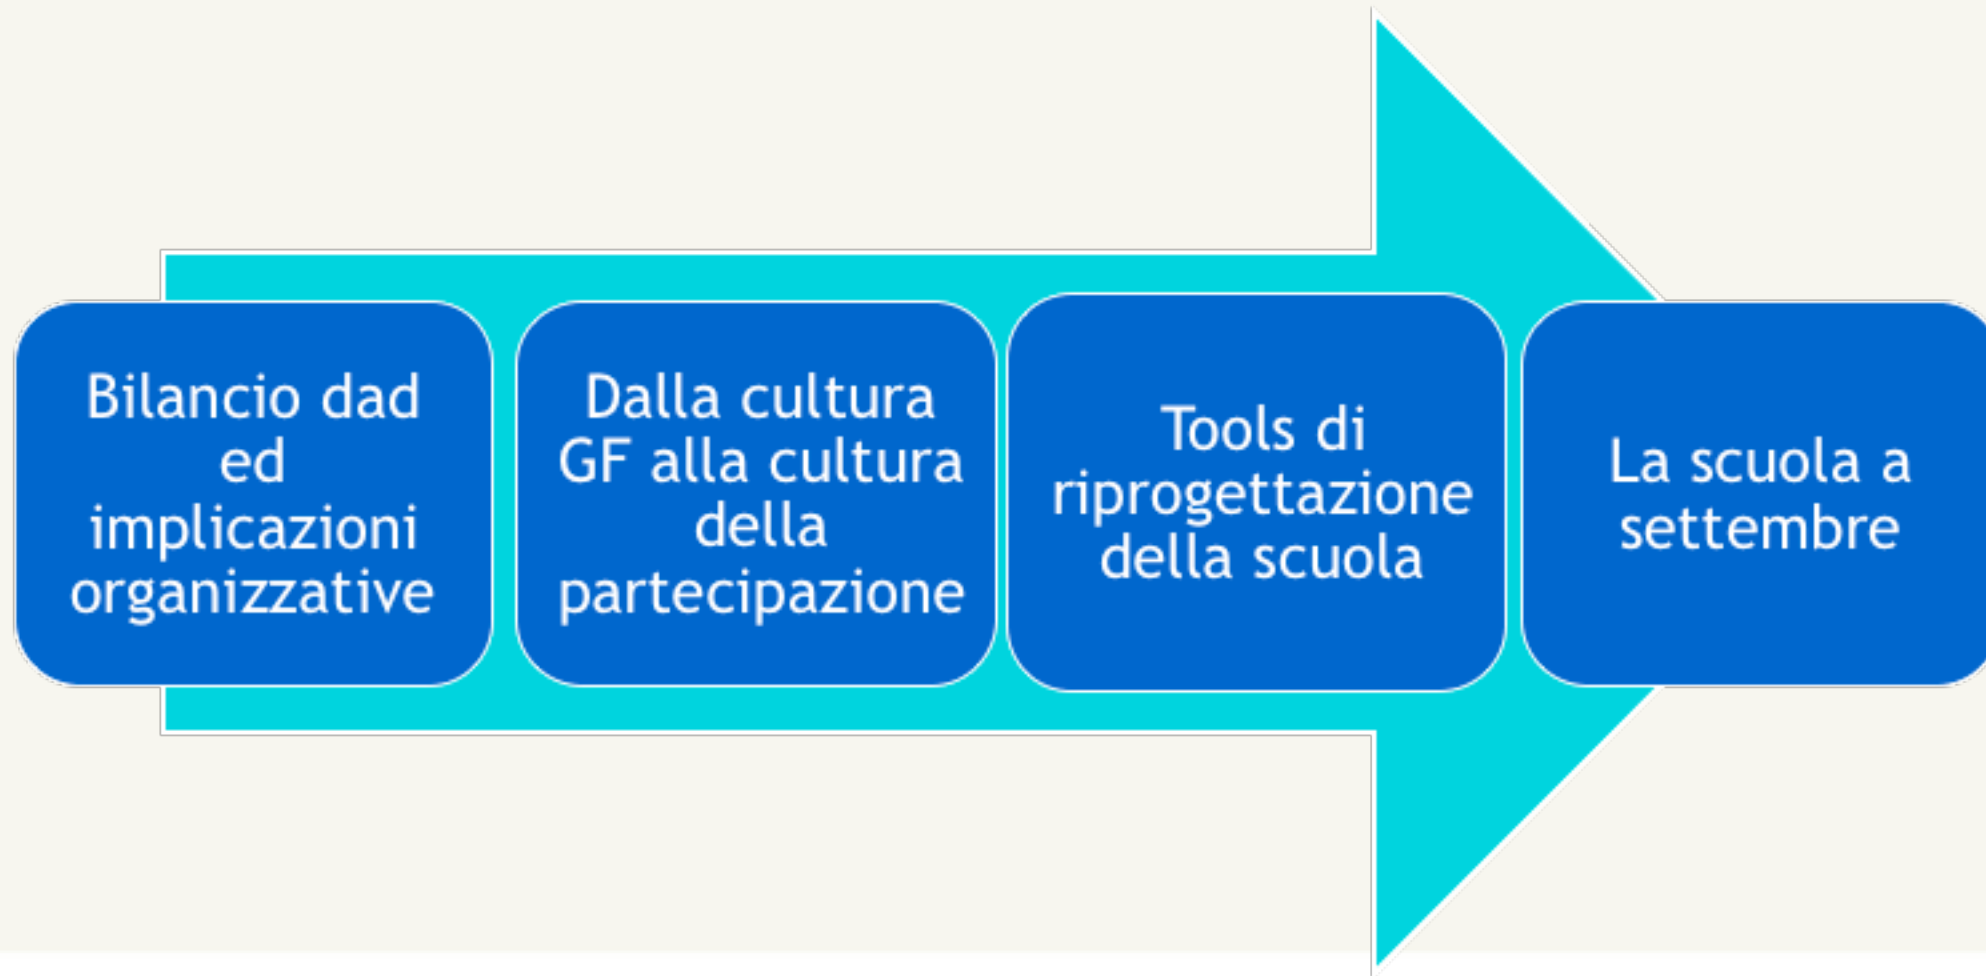 Bilancio dad
ed
implicazioni
organizzative
Dalla cultura
GF alla cultura
della
partecipazione
Tools di
riprogettazione
della scuola
La scuola a
settembre